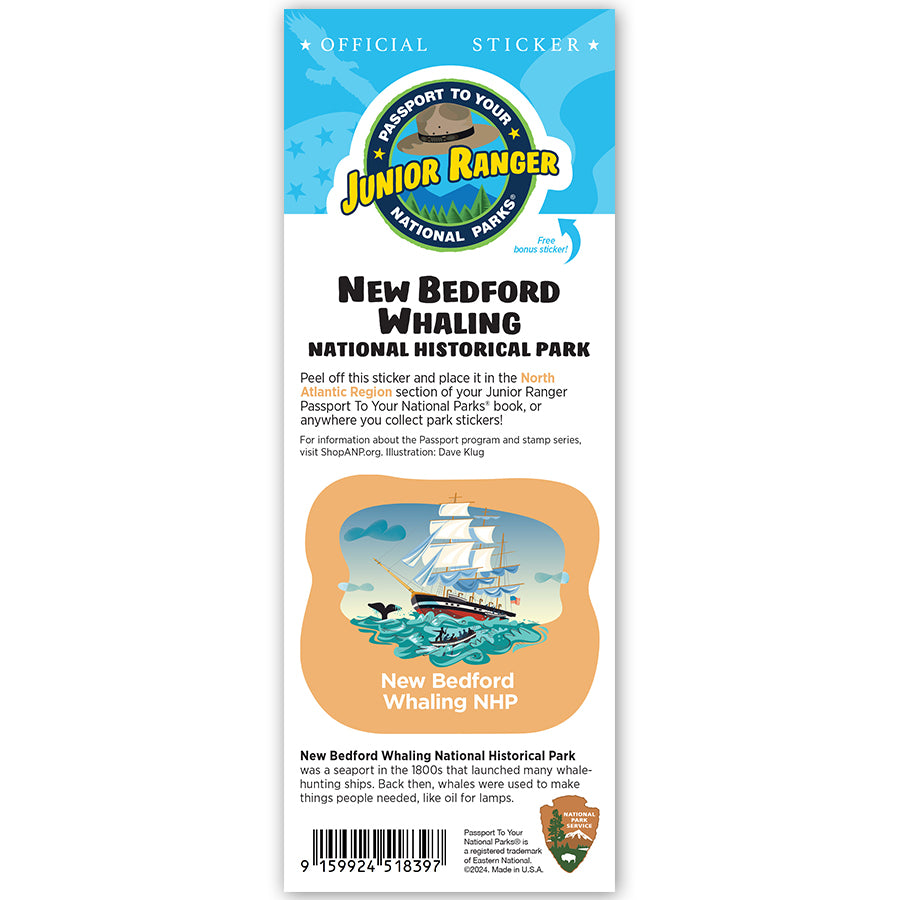 ★ OFFICIAL STICKER ★
PASSPORT TO YOUR
JUNIOR RANGER
NATIONAL PARKS®
Free
bonus sticker!
NEW BEDFORD
WHALING
NATIONAL HISTORICAL PARK
Peel off this sticker and place it in the North
Atlantic Region section of your Junior Ranger
Passport To Your National Parks® book, or
anywhere you collect park stickers!
For information about the Passport program and stamp series,
visit ShopANP.org. Illustration: Dave Klug
New Bedford
Whaling NHP
New Bedford Whaling National Historical Park
was a seaport in the 1800s that launched many whale-
hunting ships. Back then, whales were used to make
things people needed, like oil for lamps.
NATIONAL
PARK
SERVICE
9 159924 518397
Passport To Your
National Parks® is
a registered trademark
of Eastern National.
©2024. Made in U.S.A.